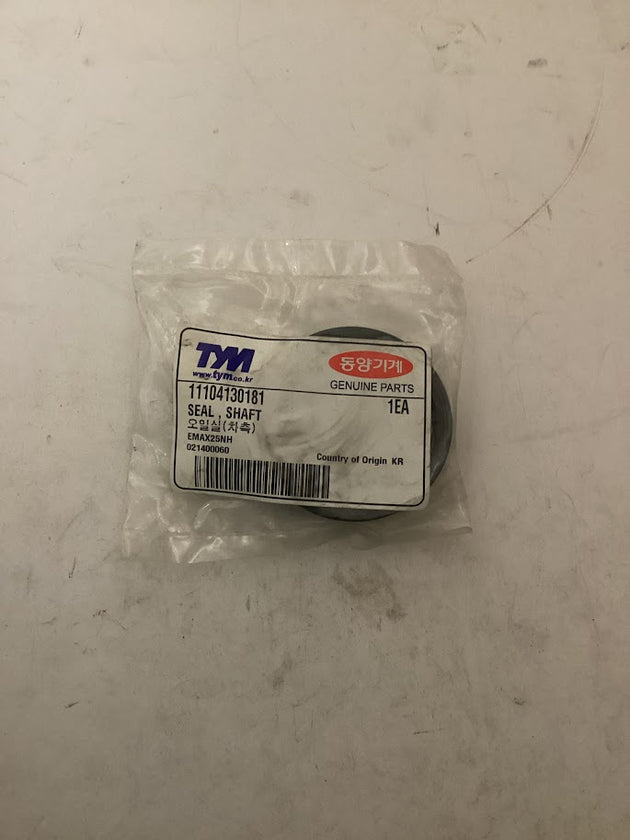 TYM
www.tym.co.kr
동양기계
GENUINE PARTS
11104130181
1EA
SEAL , SHAFT
오일실(차측)
EMAX25NH
021400060
Country of Origin KR